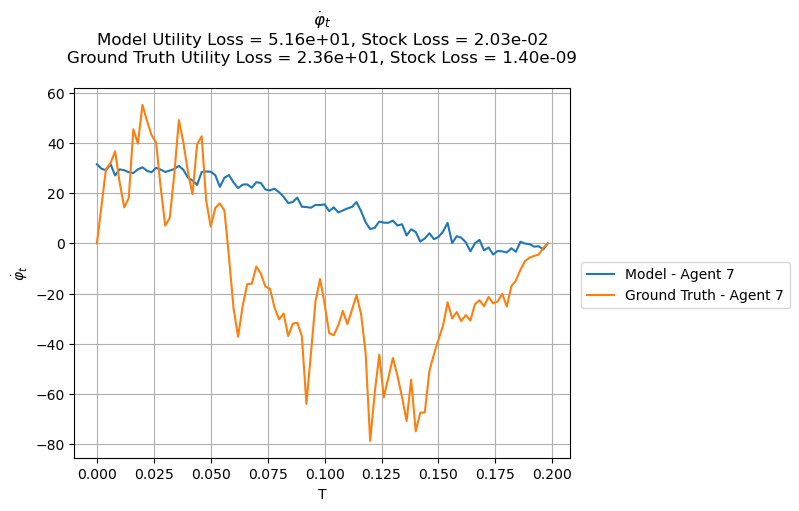 φ̇ₜ
Model Utility Loss = 5.16e+01, Stock Loss = 2.03e-02
Ground Truth Utility Loss = 2.36e+01, Stock Loss = 1.40e-09
60
40
20
0
−20
−40
−60
−80
φ̇ₜ
0.000
0.025
0.050
0.075
0.100
0.125
0.150
0.175
0.200
T
Model - Agent 7
Ground Truth - Agent 7